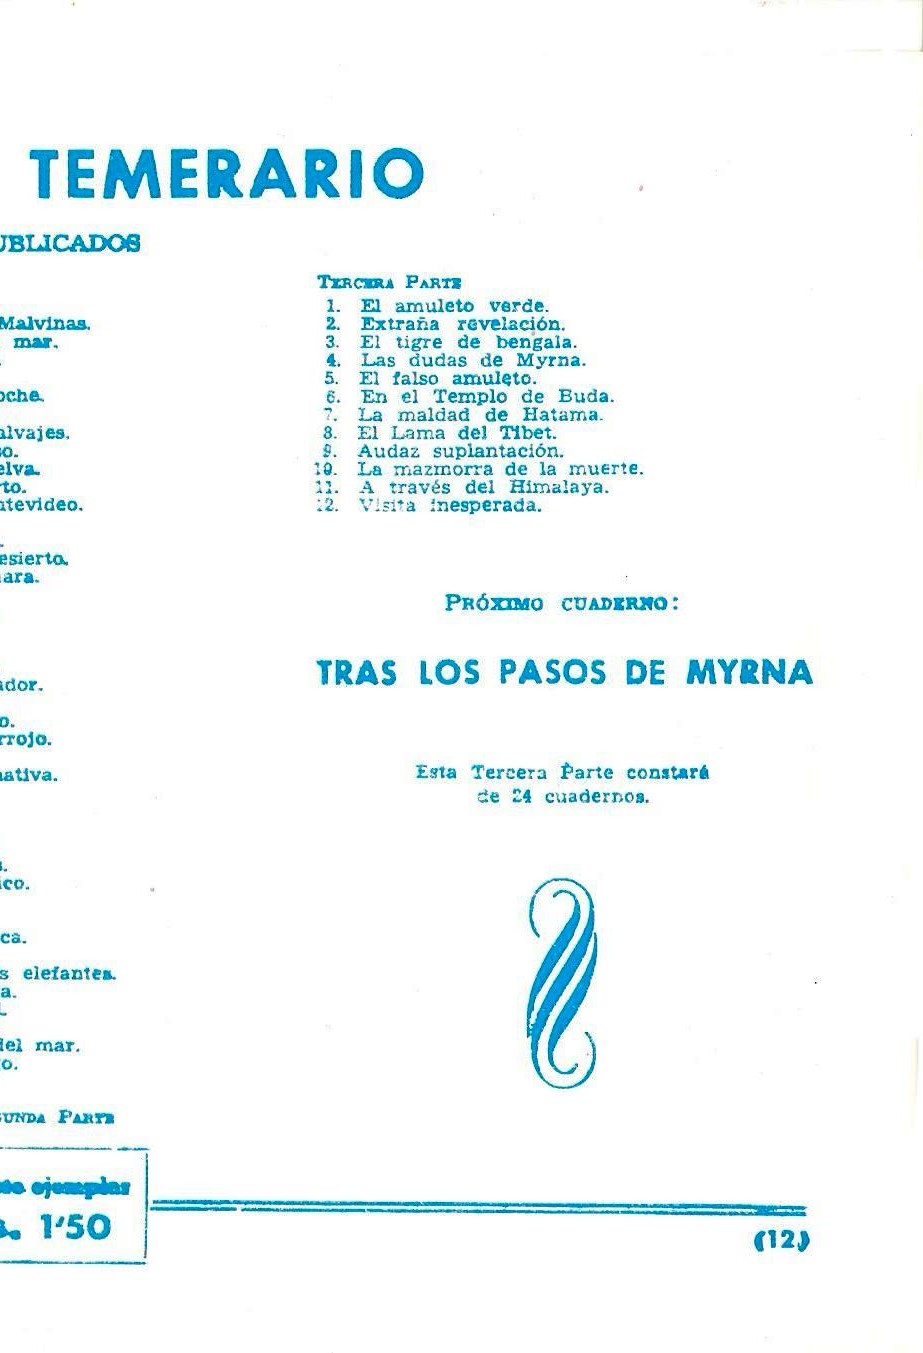 TEMERARIO
UBLICADOS
Malvinas.
mar.
oche.
alvajes.
so.
elva.
rto.
ntevideo.
esierto.
ara.
ador.
o.
rrojo.
nativa.
s.
ico.
ca.
s elefantes.
a.
del mar.
o.
UNDA PARTE
ejemplar
s. 1'50
TERCERA PARTE
1. El amuleto verde.
2. Extraña revelación.
3. El tigre de bengala.
4. Las dudas de Myrna.
5. El falso amuleto.
6. En el Templo de Buda.
7. La maldad de Hatama.
8. El Lama del Tibet.
9. Audaz suplantación.
10. La mazmorra de la muerte.
11. A través del Himalaya.
12. Visita inesperada.
PRÓXIMO CUADERNO:
TRAS LOS PASOS DE MYRNA
Esta Tercera Parte constará
de 24 cuadernos.
(12)